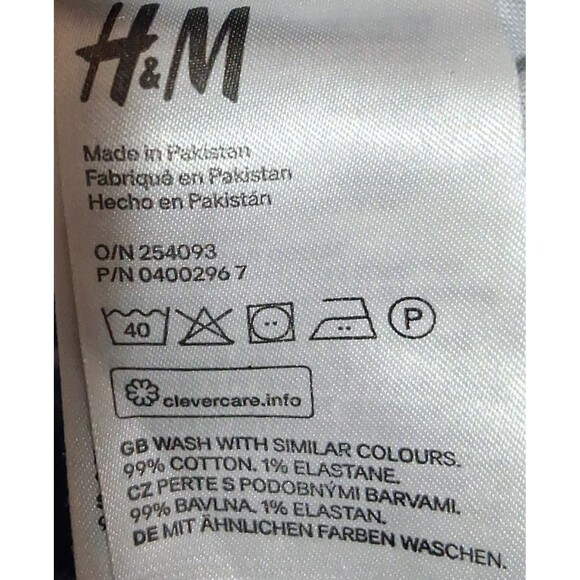 H&M
Made in Pakistan
Fabriqué en Pakistan
Hecho en Pakistán
O/N 254093
P/N 0400296 7
40
P
clevercare.info
GB WASH WITH SIMILAR COLOURS.
99% COTTON. 1% ELASTANE.
CZ PERTE S PODOBNÝMI BARVAMI.
99% BAVLNA. 1% ELASTAN.
DE MIT ÄHNLICHEN FARBEN WASCHEN.